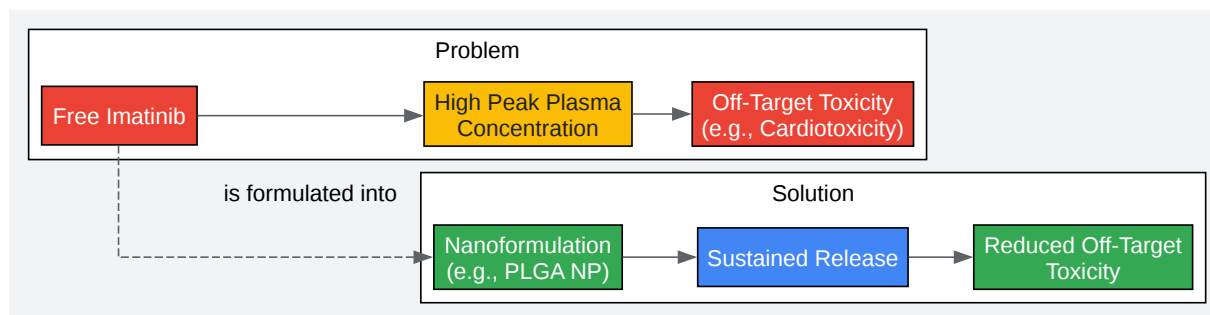 Problem
Free Imatinib
High Peak Plasma
Concentration
Off-Target Toxicity
(e.g., Cardiotoxicity)
is formulated into
Solution
Nanoformulation
(e.g., PLGA NP)
Sustained Release
Reduced Off-Target
Toxicity